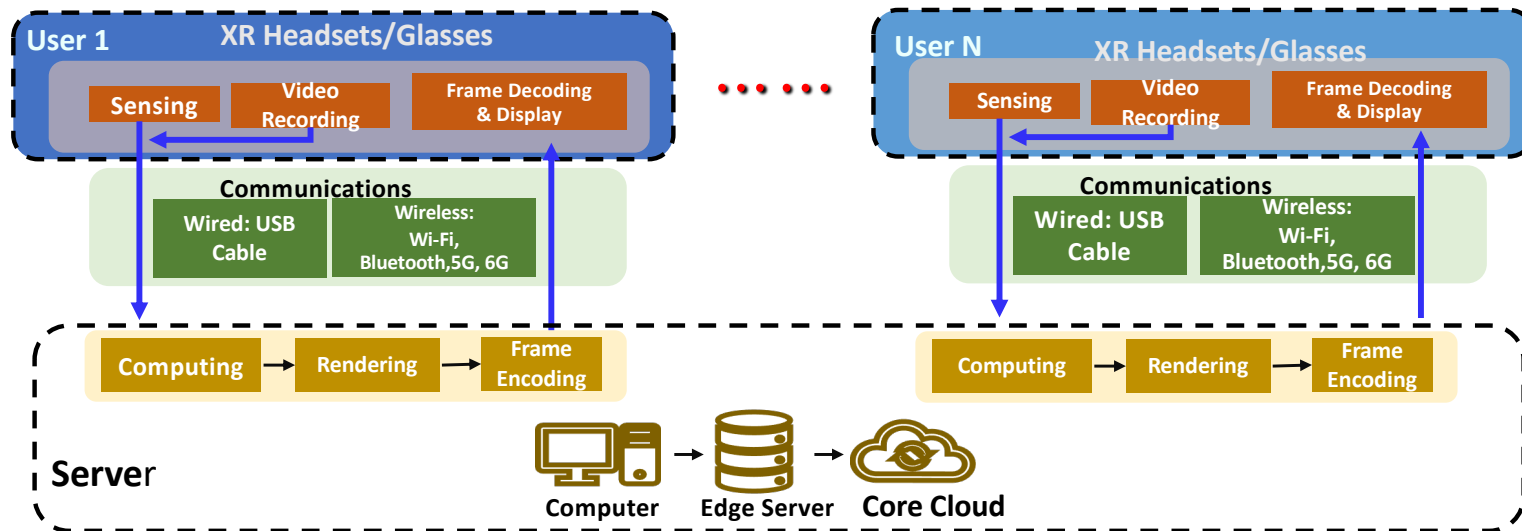 User 1
XR Headsets/Glasses
Sensing
Video
Recording
Frame Decoding
& Display
Communications
Wired: USB
Cable
Wireless:
Wi-Fi,
Bluetooth,5G, 6G
Computing
Rendering
Frame
Encoding
User N
XR Headsets/Glasses
Sensing
Video
Recording
Frame Decoding
& Display
Communications
Wired: USB
Cable
Wireless:
Wi-Fi,
Bluetooth,5G, 6G
Computing
Rendering
Frame
Encoding
Server
Computer
Edge Server
Core Cloud